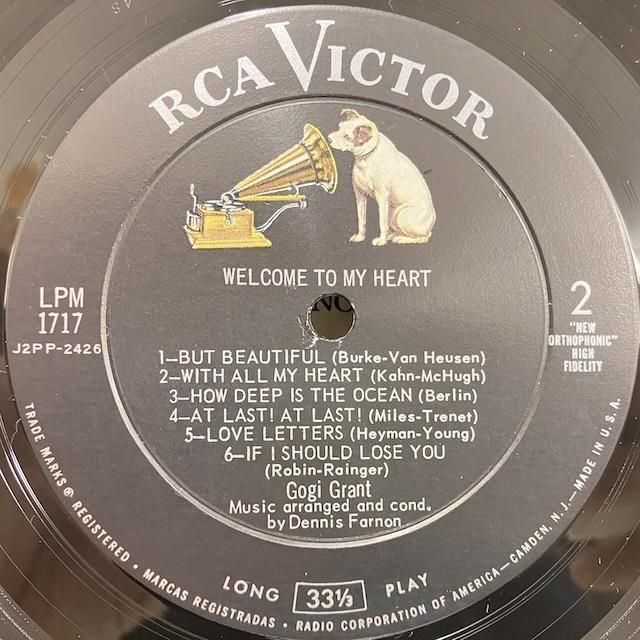 RCA VICTOR
WELCOME TO MY HEART
LPM
1717
J2PP-2426
2
"NEW
ORTHOPHONIC"
HIGH
FIDELITY
1—BUT BEAUTIFUL (Burke-Van Heusen)
2—WITH ALL MY HEART (Kahn-McHugh)
3—HOW DEEP IS THE OCEAN (Berlin)
4—AT LAST! AT LAST! (Miles-Trenet)
5—LOVE LETTERS (Heyman-Young)
6—IF I SHOULD LOSE YOU
(Robin-Rainger)
Gogi Grant
Music arranged and cond.
by Dennis Farnon
LONG 33⅓ PLAY
TRADE MARKS ® REGISTERED • MARCAS REGISTRADAS • RADIO CORPORATION OF AMERICA—CAMDEN, N.J.—MADE IN U.S.A.